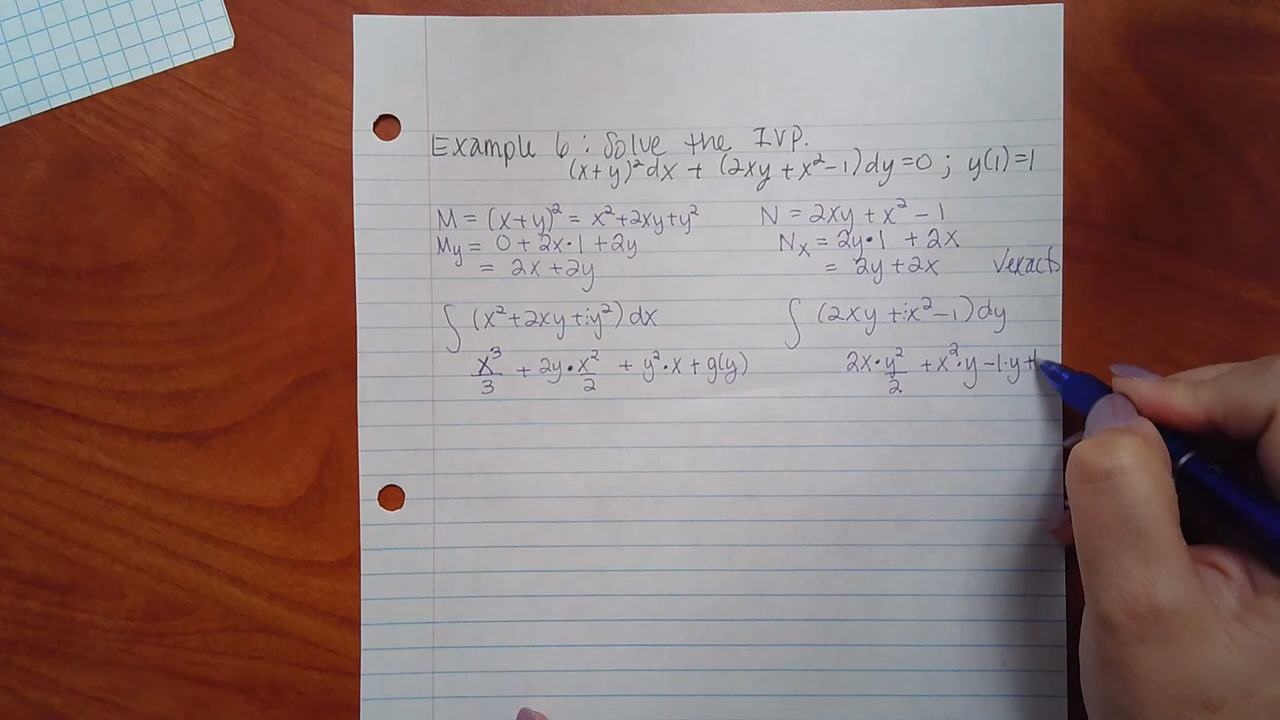 Example 6: Solve the IVP.
(x+y)² dx + (2xy + x² - 1) dy = 0 ; y(1) = 1
M = (x+y)² = x² + 2xy + y² N = 2xy + x² - 1
My = 0 + 2x·1 + 2y Nx = 2y·1 + 2x
= 2x + 2y = 2y + 2x √exact
∫ (x² + 2xy + y²) dx ∫ (2xy + x² - 1) dy
x³/3 + 2y·x²/2 + y²·x + g(y) 2x·y²/2 + x²·y - 1·y +